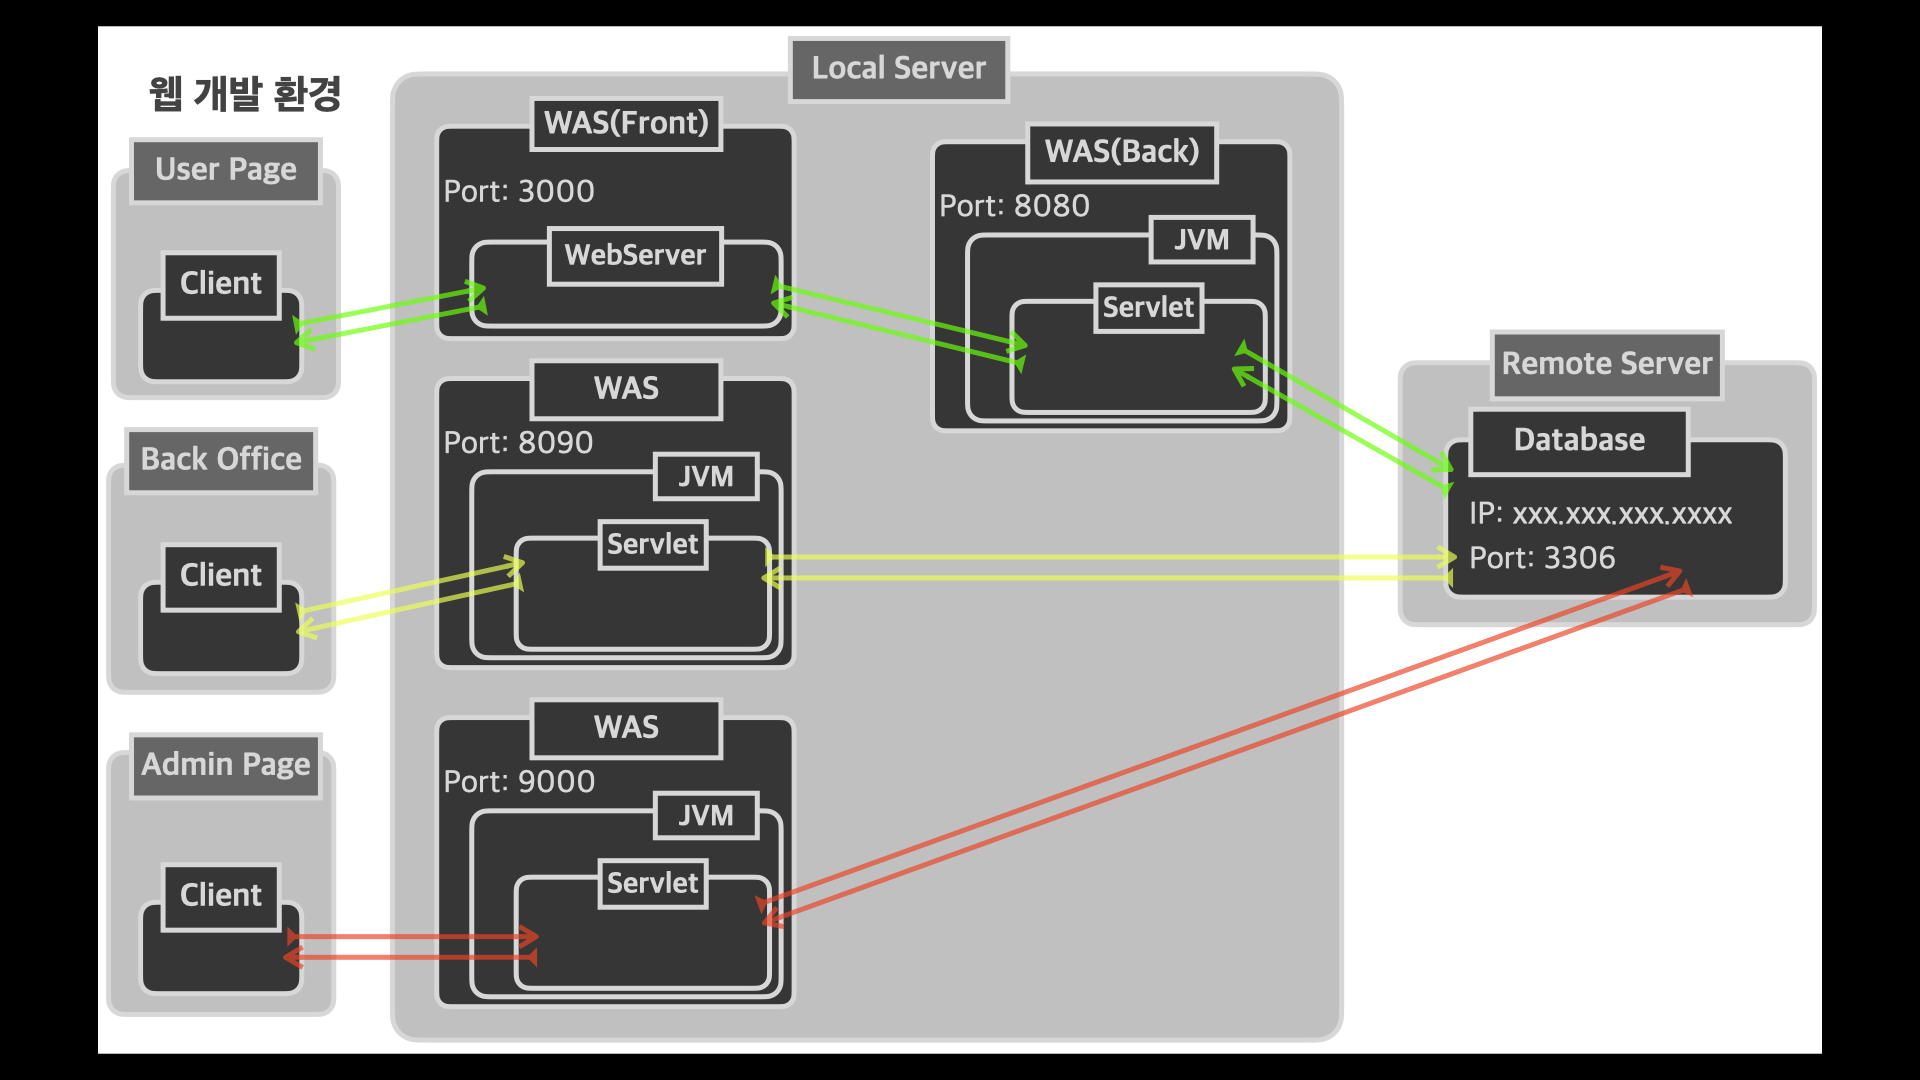 웹 개발 환경
Local Server
User Page
Client
WAS(Front)
Port: 3000
WebServer
WAS(Back)
Port: 8080
JVM
Servlet
Back Office
Client
WAS
Port: 8090
JVM
Servlet
Remote Server
Database
IP: xxx.xxx.xxx.xxxx
Port: 3306
Admin Page
Client
WAS
Port: 9000
JVM
Servlet